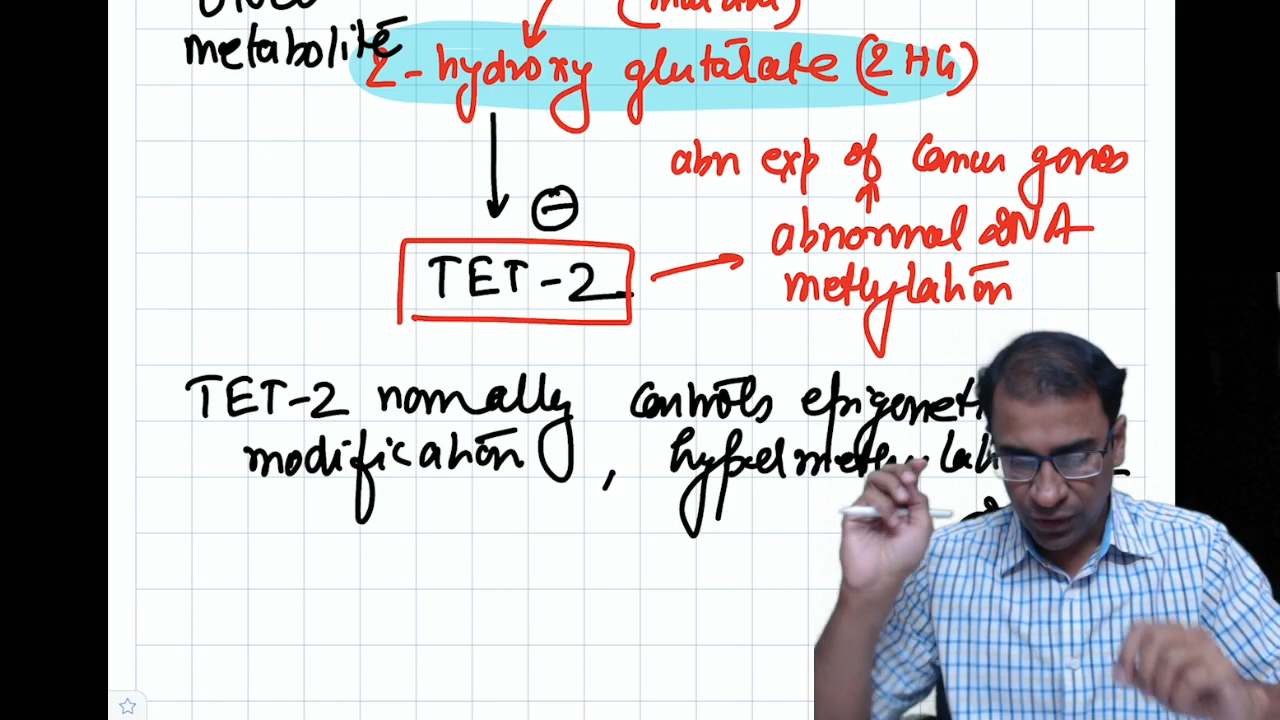 metabolite
2-hydroxy glutarate (2HG)
⊖
abn exp of cancer genes
↑
abnormal DNA
methylation
TET-2
TET-2 normally controls
modification, hypermethylation